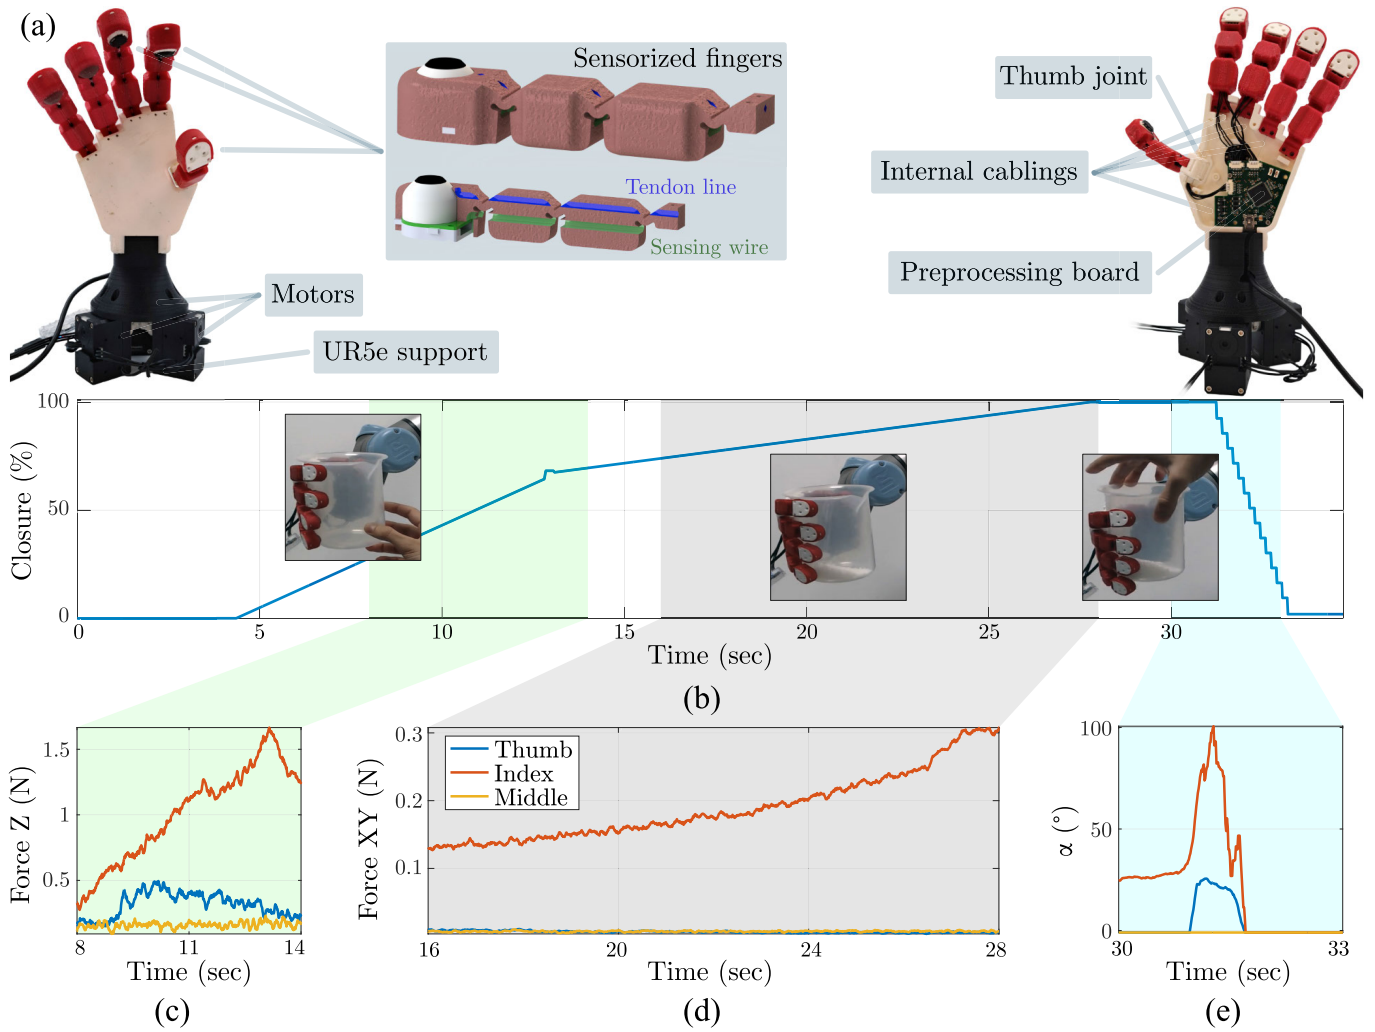 (a)
Sensorized fingers
Tendon line
Sensing wire
Motors
UR5e support
Thumb joint
Internal cablings
Preprocessing board
Closure (%)
100
50
0
0 5 10 15 20 25 30
Time (sec)
(b)
Force Z (N)
1.5
1
0.5
8 11 14
Time (sec)
(c)
Force XY (N)
0.3
0.2
0.1
Thumb
Index
Middle
16 20 24 28
Time (sec)
(d)
α (°)
100
50
0
30 33
Time (sec)
(e)